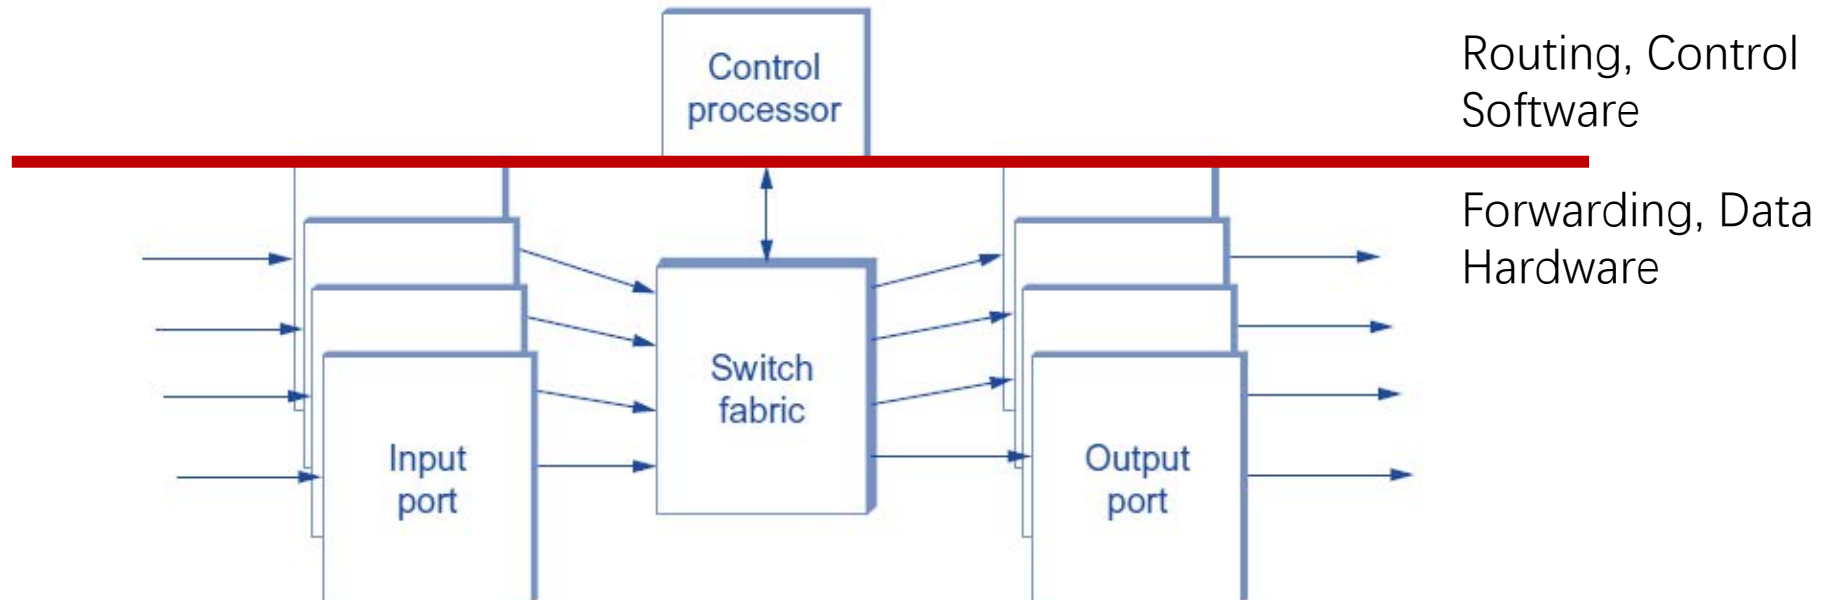 Control
processor
Routing, Control
Software
Forwarding, Data
Hardware
Switch
fabric
Input
port
Output
port